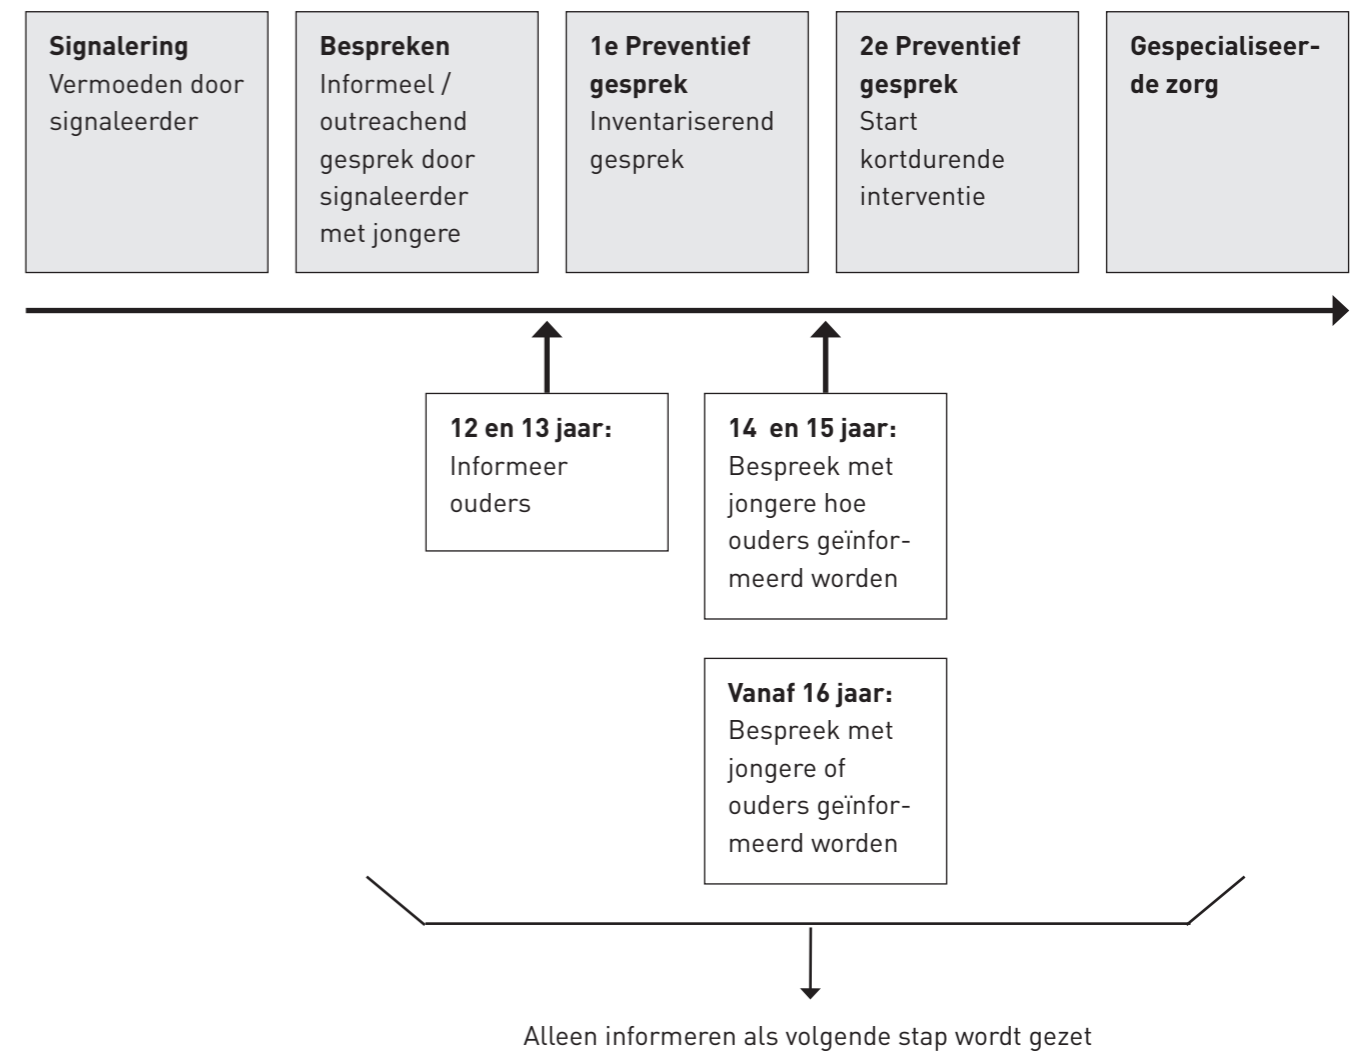 Signalering
Vermoeden door
signaleerder
Bespreken
Informeel /
outreachend
gesprek door
signaleerder
met jongere
1e Preventief
gesprek
Inventariserend
gesprek
2e Preventief
gesprek
Start
kortdurende
interventie
Gespecialiseer-
de zorg
12 en 13 jaar:
Informeer
ouders
14 en 15 jaar:
Bespreek met
jongere hoe
ouders geïnfor-
meerd worden
Vanaf 16 jaar:
Bespreek met
jongere of
ouders geïnfor-
meerd worden
Alleen informeren als volgende stap wordt gezet